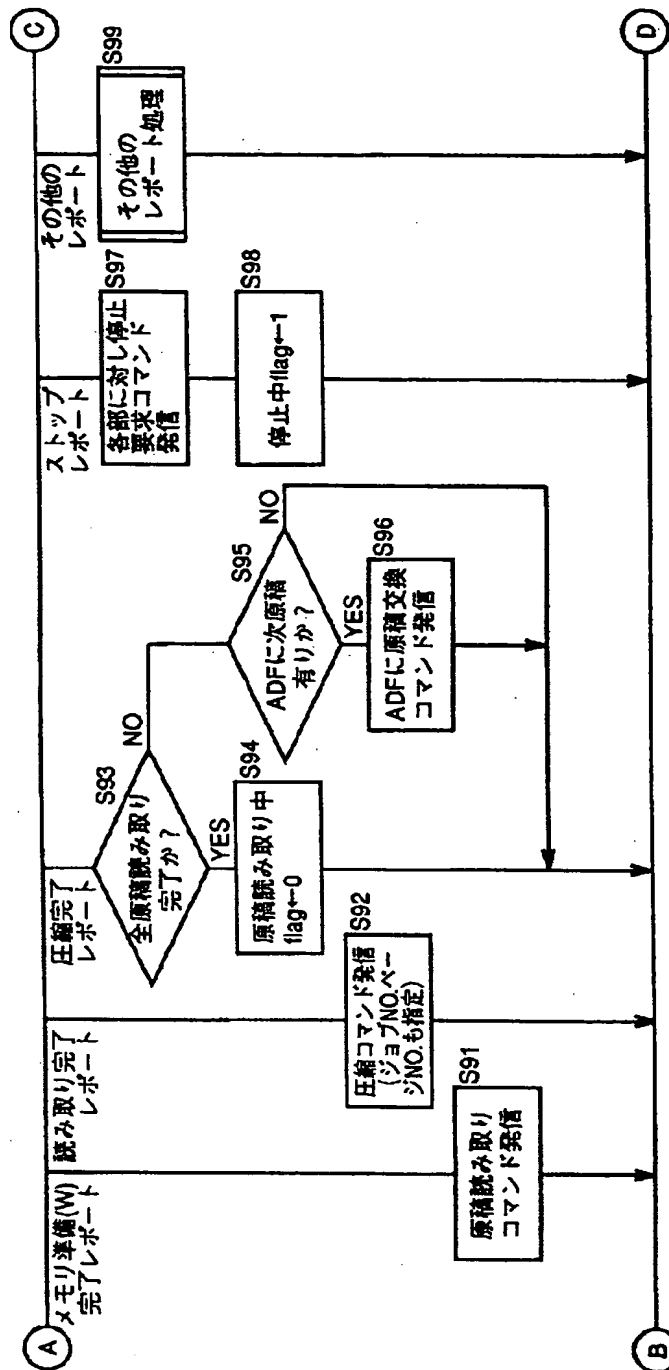 A
メモリ準備(W)
完了レポート
S91
原稿読み取り
コマンド発信
B
読み取り完了
レポート
S92
圧縮コマンド発信
(ジョブNO.ペー
ジNO.も指定)
圧縮完了
レポート
S93
全原稿読み取り
完了か?
NO
YES
S94
原稿読み取り中
flag←0
S95
ADFに次原稿
有りか?
NO
YES
S96
ADFに原稿交換
コマンド発信
ストップ
レポート
S97
各部に対し停止
要求コマンド
発信
S98
停止中flag←1
その他の
レポート
S99
その他の
レポート処理
C
D